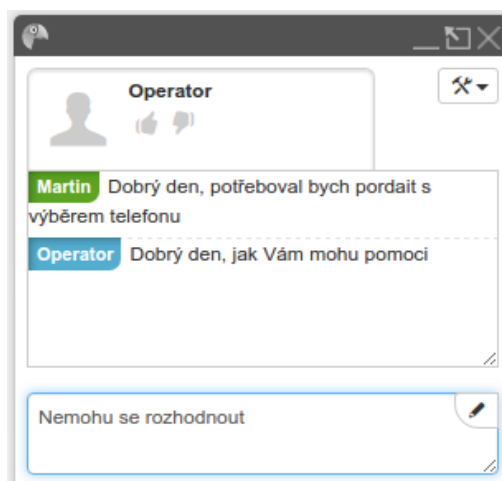 Operator
Martin Dobrý den, potřeboval bych pordait s
výběrem telefonu
Operator Dobrý den, jak Vám mohu pomoci
Nemohu se rozhodnout